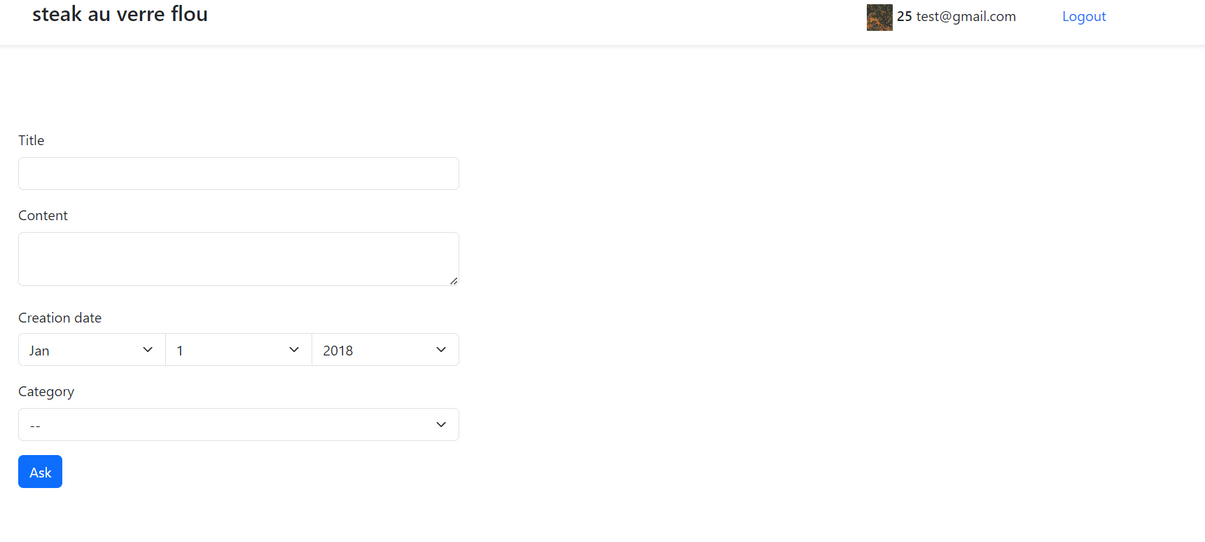 steak au verre flou
25 test@gmail.com Logout
Title
Content
Creation date
Jan 1 2018
Category
--
Ask